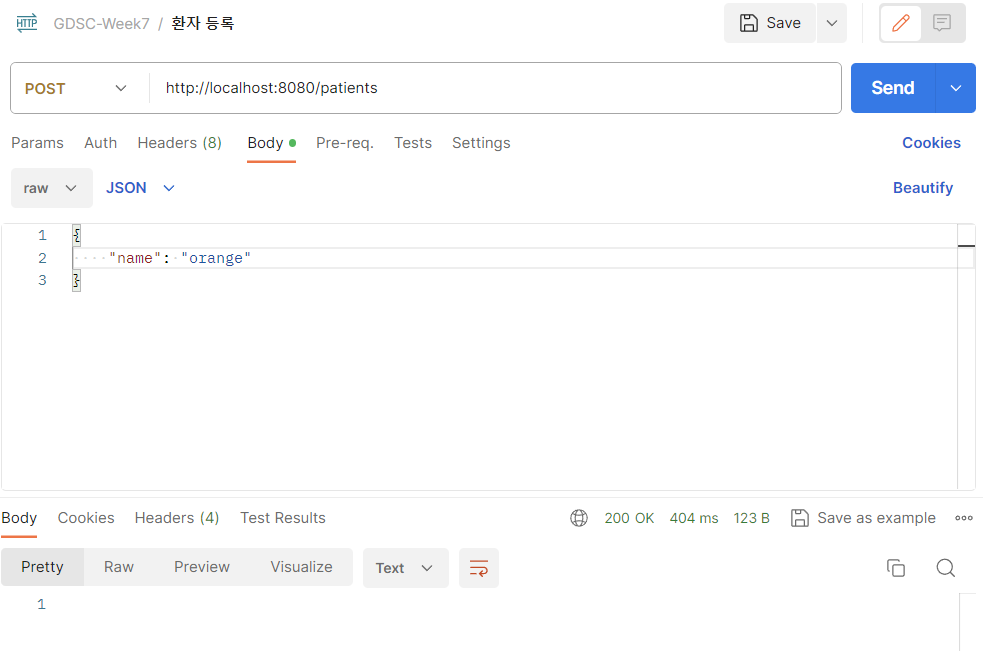 HTTP GDSC-Week7 / 환자 등록 Save
POST http://localhost:8080/patients Send
Params Auth Headers (8) Body Pre-req. Tests Settings Cookies
raw JSON Beautify
1 {
2 ····"name":·"orange"
3 }
Body Cookies Headers (4) Test Results 200 OK 404 ms 123 B Save as example
Pretty Raw Preview Visualize Text
1